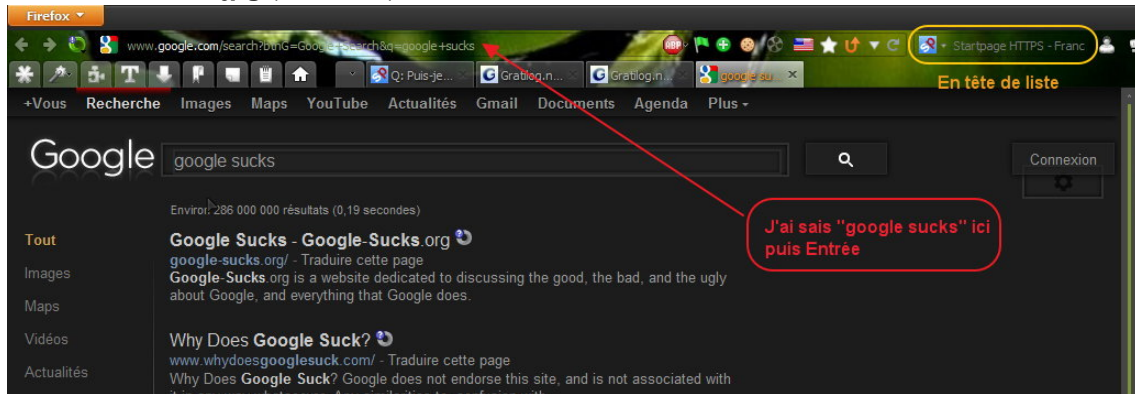 Firefox
www.google.com/search?btnG=Google+Search&q=google+sucks
ABP
Startpage HTTPS - Franc
T
Q: Puis-je...
Gratilog.n...
Gratilog.n...
google su...
En tête de liste
+Vous Recherche Images Maps YouTube Actualités Gmail Documents Agenda Plus
Google
google sucks
Connexion
Environ 286 000 000 résultats (0,19 secondes)
J'ai sais "google sucks" ici
puis Entrée
Tout
Google Sucks - Google-Sucks.org
google-sucks.org/ - Traduire cette page
Images
Google-Sucks.org is a website dedicated to discussing the good, the bad, and the ugly
about Google, and everything that Google does.
Maps
Vidéos
Why Does Google Suck?
www.whydoesgooglesuck.com/ - Traduire cette page
Actualités
Why Does Google Suck? Google does not endorse this site, and is not associated with